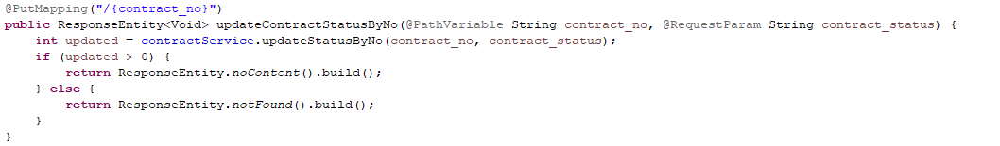 @PutMapping("/{contract_no}")
public ResponseEntity<Void> updateContractStatusByNo(@PathVariable String contract_no, @RequestParam String contract_status) {
    int updated = contractService.updateStatusByNo(contract_no, contract_status);
    if (updated > 0) {
        return ResponseEntity.noContent().build();
    } else {
        return ResponseEntity.notFound().build();
    }
}